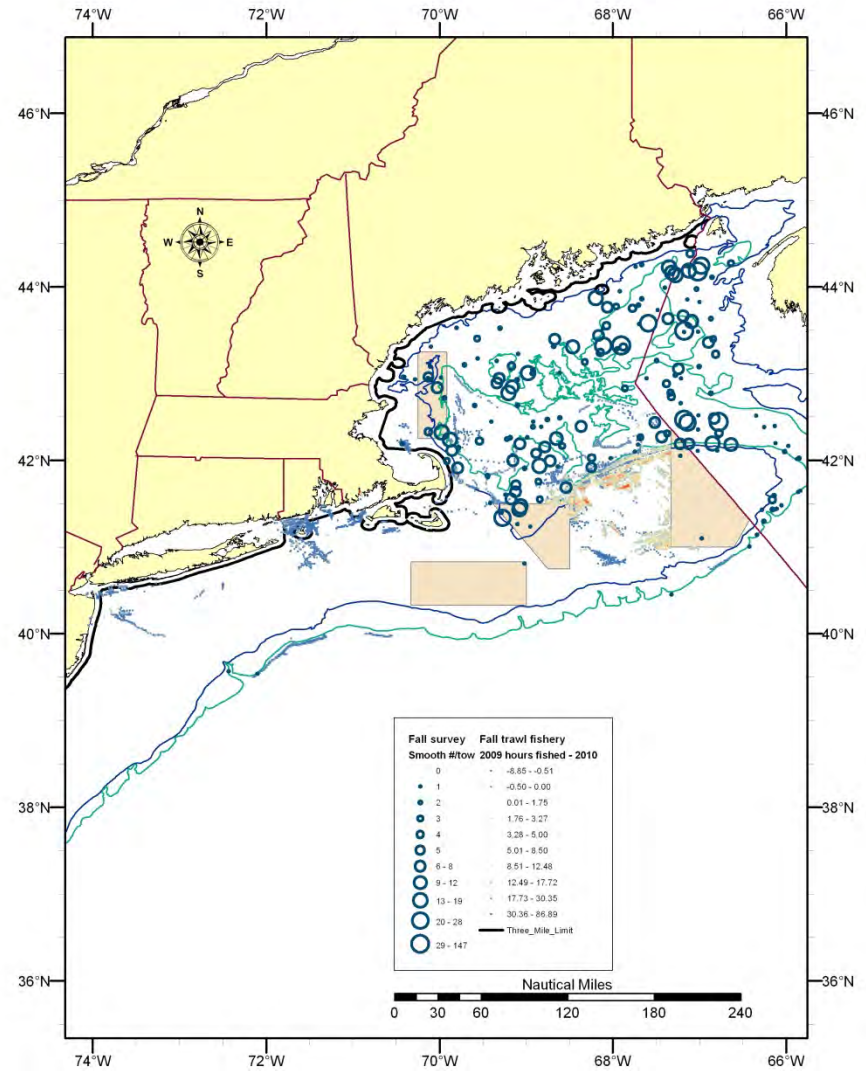 74°W 72°W 70°W 68°W 66°W
46°N 46°N
N
W E
S
44°N 44°N
42°N 42°N
40°N 40°N
Fall survey Fall trawl fishery
Smooth #/tow 2009 hours fished - 2010
0 -8.85 - -0.51
1 -0.50 - 0.00
2 0.01 - 1.75
3 1.76 - 3.27
4 3.28 - 5.00
5 5.01 - 8.50
6 - 8 8.51 - 12.48
9 - 12 12.49 - 17.72
13 - 19 17.73 - 30.35
20 - 28 30.36 - 86.89
29 - 147 Three_Mile_Limit
38°N 38°N
36°N 36°N
Nautical Miles
0 30 60 120 180 240
74°W 72°W 70°W 68°W 66°W